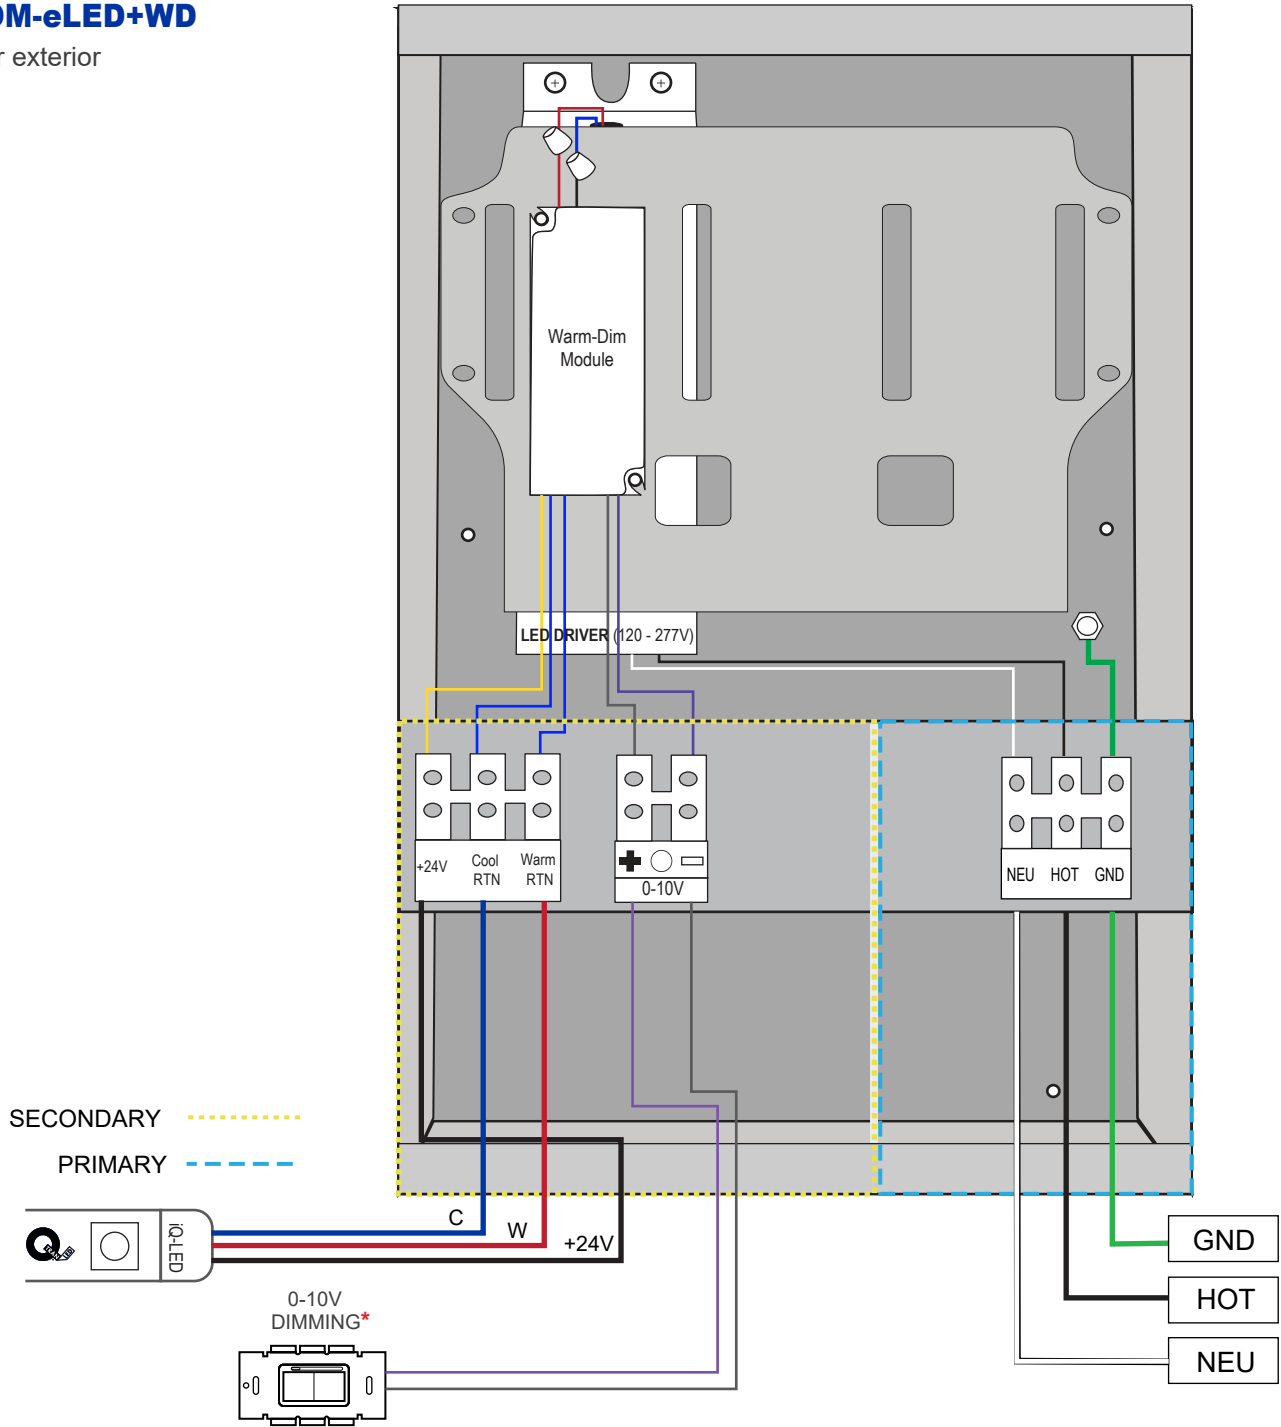 DM-eLED+WD
r exterior
Warm-Dim
Module
LED DRIVER (120 - 277V)
+24V
Cool
RTN
Warm
RTN
0-10V
NEU HOT GND
SECONDARY
PRIMARY
iQ-LED
C
W
+24V
0-10V
DIMMING*
GND
HOT
NEU